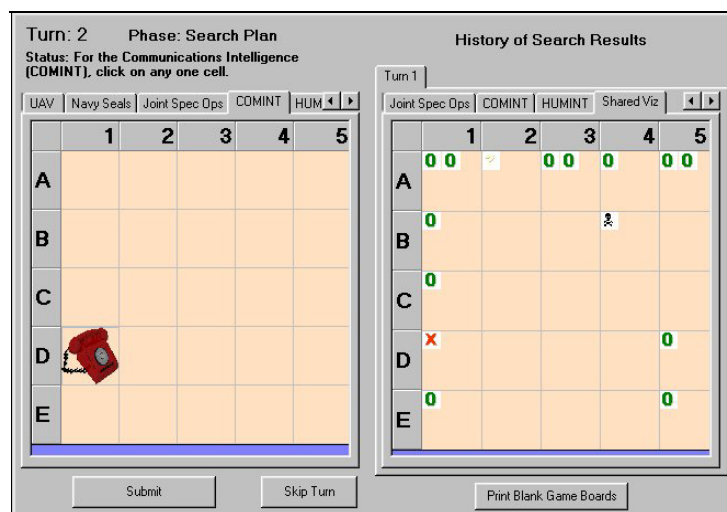 Turn: 2 Phase: Search Plan
Status: For the Communications Intelligence
(COMINT), click on any one cell.
UAV Navy Seals Joint Spec Ops COMINT HUM
1 2 3 4 5
A
B
C
D
E
Submit Skip Turn
History of Search Results
Turn 1
Joint Spec Ops COMINT HUMINT Shared Viz
1 2 3 4 5
A 0 0 0 0 0 0 0
B 0
C 0
D X 0
E 0 0
Print Blank Game Boards